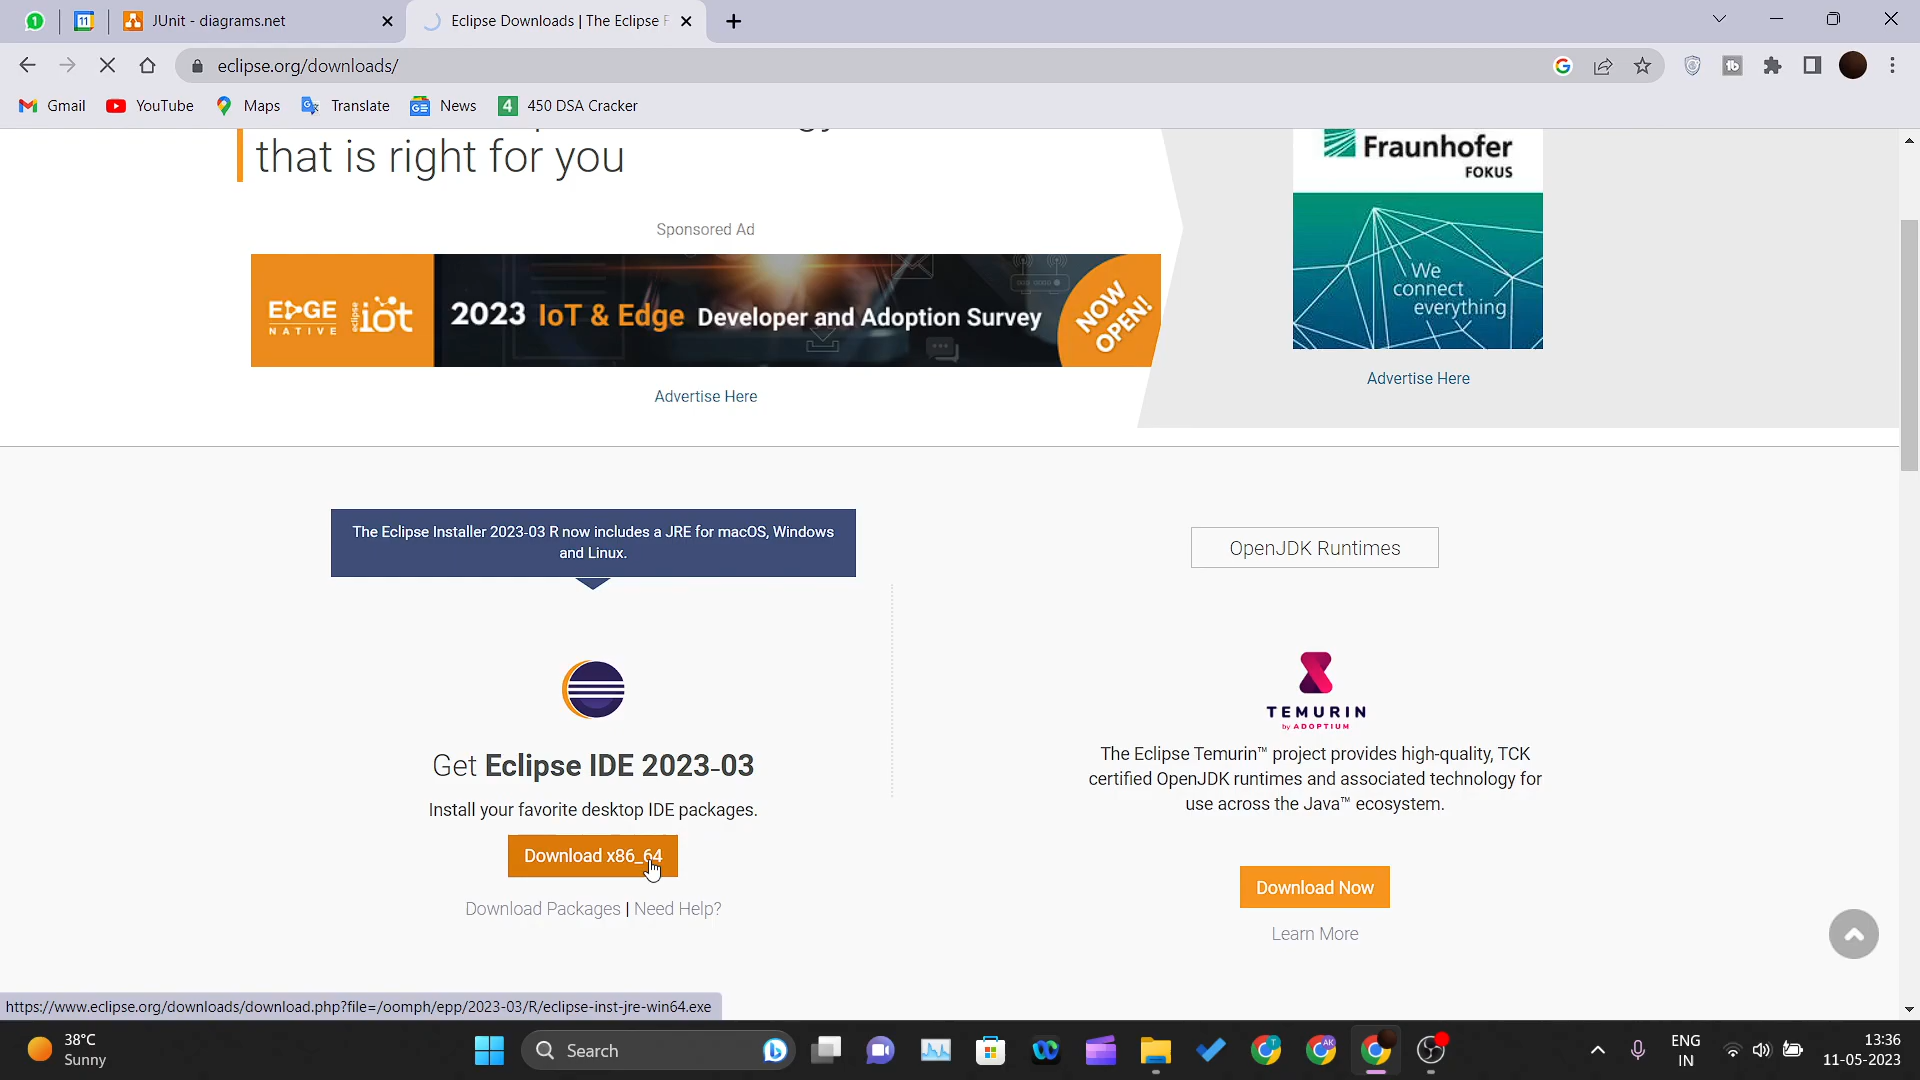 1
11
JUnit - diagrams.net
Eclipse Downloads | The Eclipse F
eclipse.org/downloads/
Gmail
YouTube
Maps
Translate
News
4
450 DSA Cracker
that is right for you
Sponsored Ad
EDGE NATIVE
eclipse iot
2023 IoT & Edge Developer and Adoption Survey
NOW OPEN!
Advertise Here
Fraunhofer
FOKUS
We
connect
everything
Advertise Here
The Eclipse Installer 2023-03 R now includes a JRE for macOS, Windows
and Linux.
Get Eclipse IDE 2023-03
Install your favorite desktop IDE packages.
Download x86_64
Download Packages | Need Help?
OpenJDK Runtimes
TEMURIN
by ADOPTIUM
The Eclipse Temurin™ project provides high-quality, TCK
certified OpenJDK runtimes and associated technology for
use across the Java™ ecosystem.
Download Now
Learn More
https://www.eclipse.org/downloads/download.php?file=/oomph/epp/2023-03/R/eclipse-inst-jre-win64.exe
38°C
Sunny
Search
T
AK
ENG
IN
13:36
11-05-2023